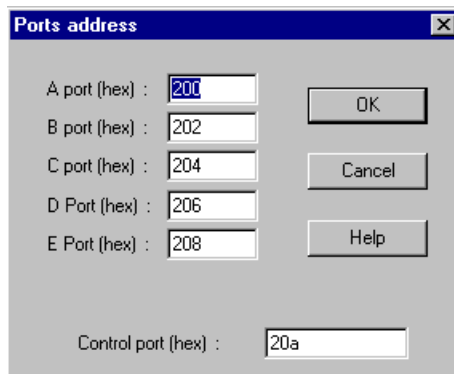 Ports address
A port (hex) : 200
B port (hex) : 202
C port (hex) : 204
D Port (hex) : 206
E Port (hex) : 208
OK
Cancel
Help
Control port (hex) : 20a